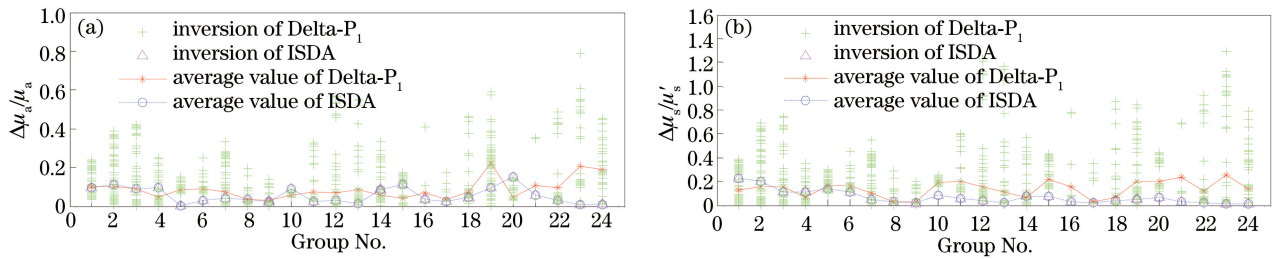 (a)
1.0
0.8
0.6
0.4
0.2
0
Δμa/μa
inversion of Delta-P1
inversion of ISDA
average value of Delta-P1
average value of ISDA
0 2 4 6 8 10 12 14 16 18 20 22 24
Group No.
(b)
1.6
1.4
1.2
1.0
0.8
0.6
0.4
0.2
0
Δμs/μ's
inversion of Delta-P1
inversion of ISDA
average value of Delta-P1
average value of ISDA
0 2 4 6 8 10 12 14 16 18 20 22 24
Group No.